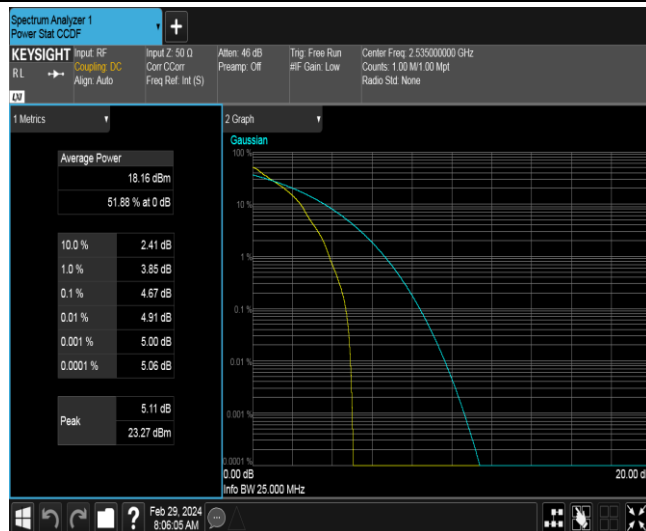 Spectrum Analyzer 1
Power Stat CCDF
+
KEYSIGHT
RL
LXI
Input: RF
Coupling: DC
Align: Auto
Input Z: 50 Ω
Corr CCorr
Freq Ref: Int (S)
Atten: 46 dB
Preamp: Off
Trig: Free Run
#IF Gain: Low
Center Freq: 2.535000000 GHz
Counts: 1.00 M/1.00 Mpt
Radio Std: None
1 Metrics
Average Power
18.16 dBm
51.88 % at 0 dB
10.0 % 2.41 dB
1.0 % 3.85 dB
0.1 % 4.67 dB
0.01 % 4.91 dB
0.001 % 5.00 dB
0.0001 % 5.06 dB
Peak
5.11 dB
23.27 dBm
2 Graph
Gaussian
100 %
10 %
1 %
0.1 %
0.01 %
0.001 %
0.0001 %
0.00 dB 20.00 d
Info BW 25.000 MHz
?
Feb 29, 2024
8:06:05 AM